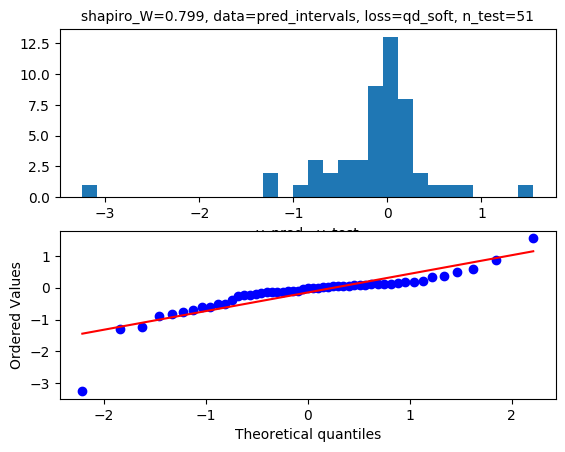 shapiro_W=0.799, data=pred_intervals, loss=qd_soft, n_test=51
12.5
10.0
7.5
5.0
2.5
0.0
−3 −2 −1 0 1
1
0
−1
−2
−3
Ordered Values
−2 −1 0 1 2
Theoretical quantiles